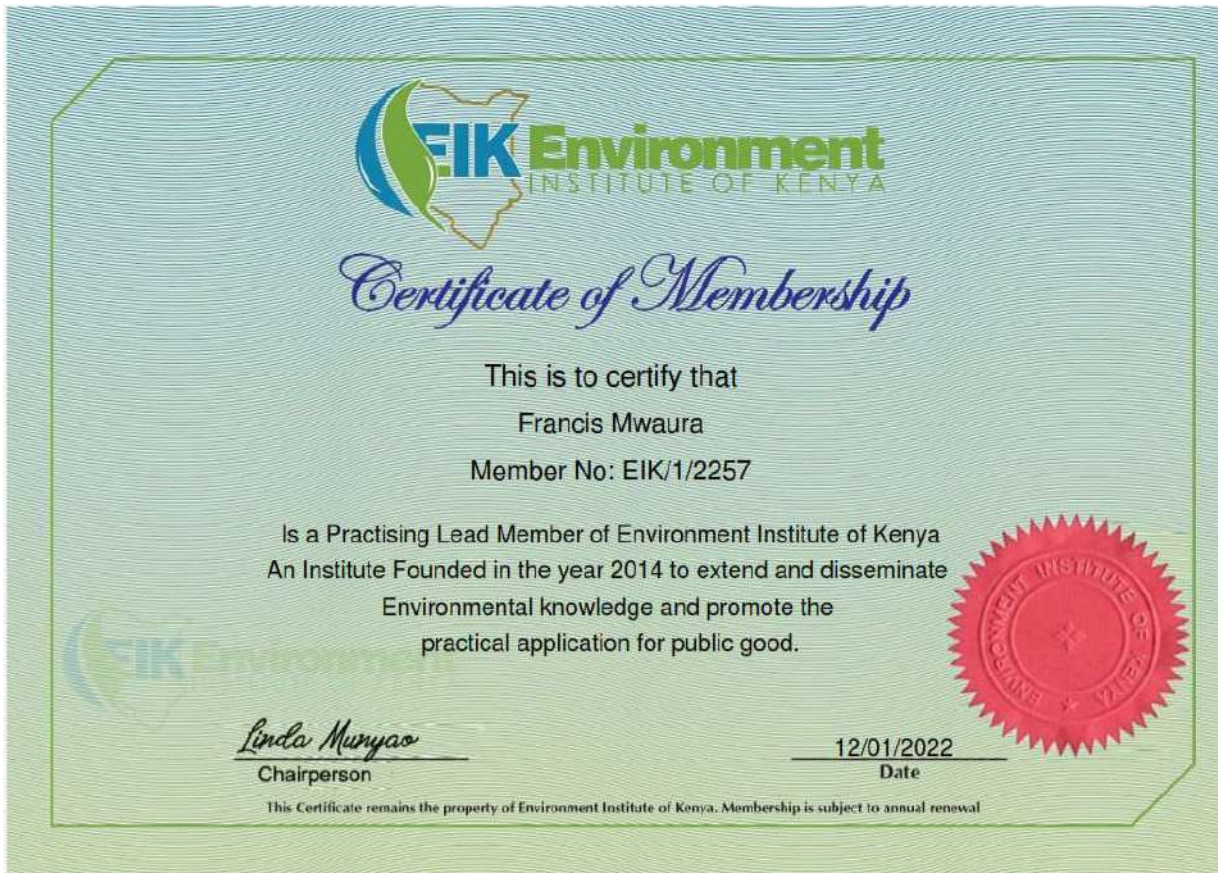 EIK Environment
INSTITUTE OF KENYA
Certificate of Membership
This is to certify that
Francis Mwaura
Member No: EIK/1/2257
Is a Practising Lead Member of Environment Institute of Kenya
An Institute Founded in the year 2014 to extend and disseminate
Environmental knowledge and promote the
practical application for public good.
ENVIRONMENT INSTITUTE OF KENYA
EIK Environment
Linda Munyao
Chairperson
12/01/2022
Date
This Certificate remains the property of Environment Institute of Kenya. Membership is subject to annual renewal